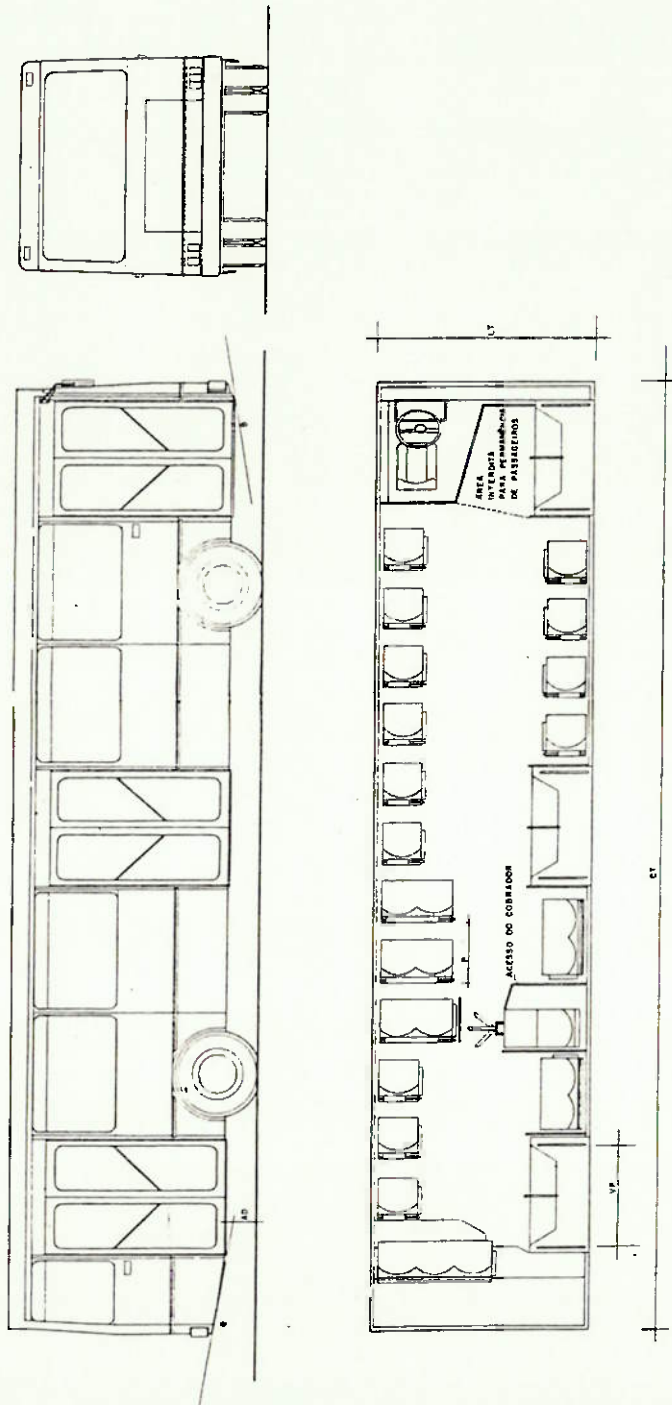 LT
ÁREA
INTERDITA
PARA PERMANÊNCIA
DE PASSAGEIROS
ACESSO DO COBRADOR
P
CT
VP
AD